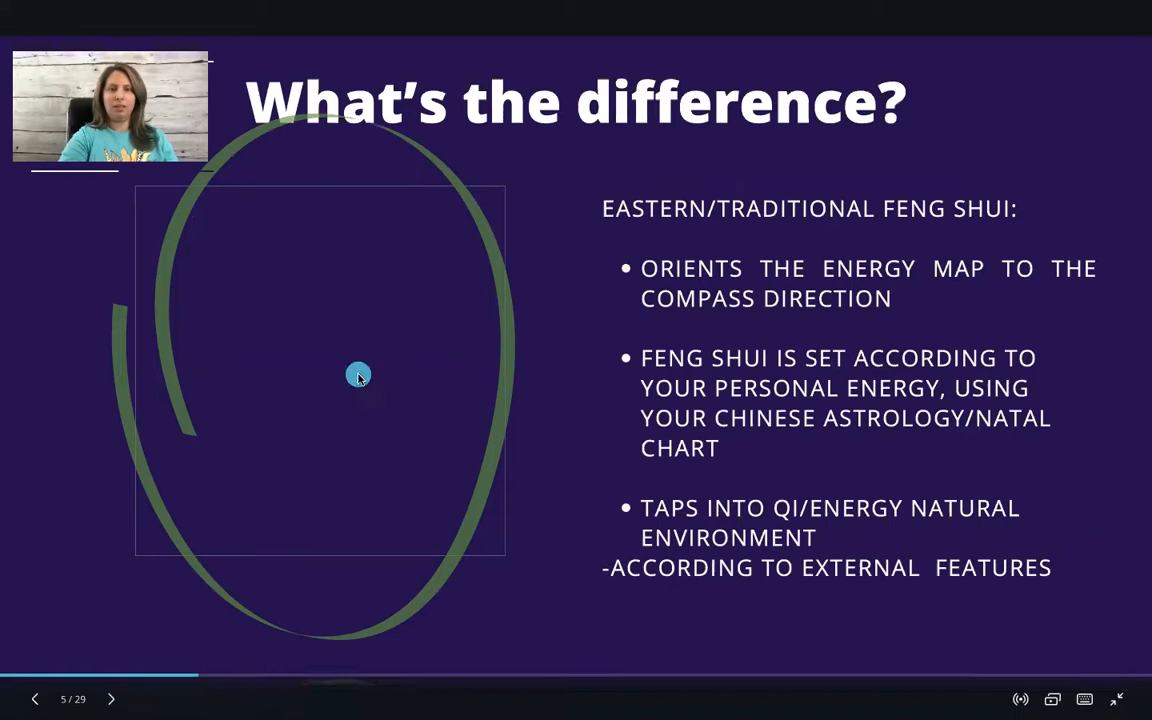 What's the difference?
EASTERN/TRADITIONAL FENG SHUI:
• ORIENTS THE ENERGY MAP TO THE
COMPASS DIRECTION
• FENG SHUI IS SET ACCORDING TO
YOUR PERSONAL ENERGY, USING
YOUR CHINESE ASTROLOGY/NATAL
CHART
• TAPS INTO QI/ENERGY NATURAL
ENVIRONMENT
-ACCORDING TO EXTERNAL FEATURES
5 / 29